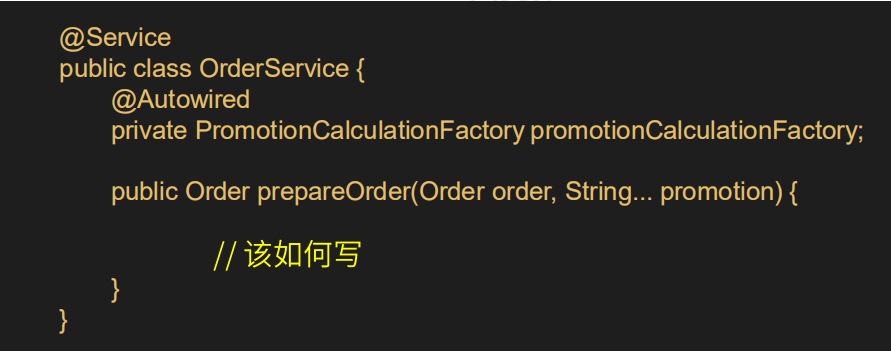 @Service
public class OrderService {
@Autowired
private PromotionCalculationFactory promotionCalculationFactory;
public Order prepareOrder(Order order, String... promotion) {
// 该如何写
}
}